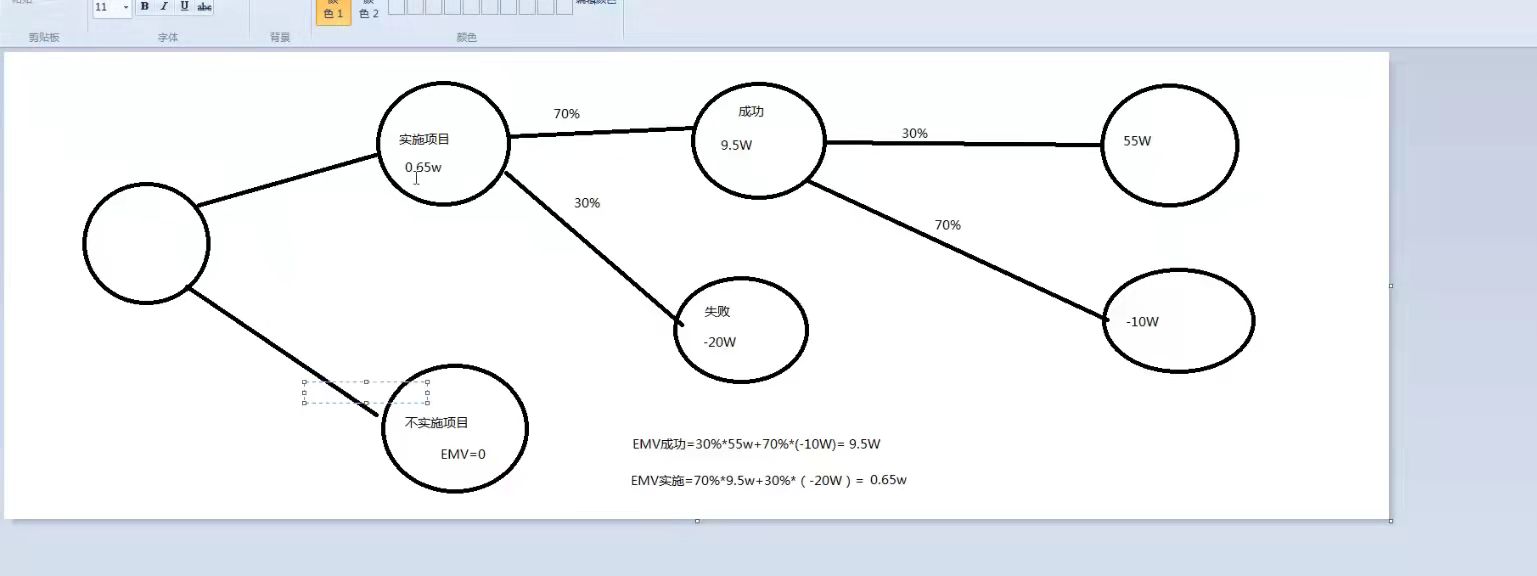 11
B I U abc
色 1
色 2
剪贴板
字体
背景
颜色
70%
成功
30%
实施项目
9.5W
55W
0.65w
30%
70%
失败
-10W
-20W
不实施项目
EMV成功=30%*55w+70%*(-10W)= 9.5W
EMV=0
EMV实施=70%*9.5w+30%*（-20W）= 0.65w